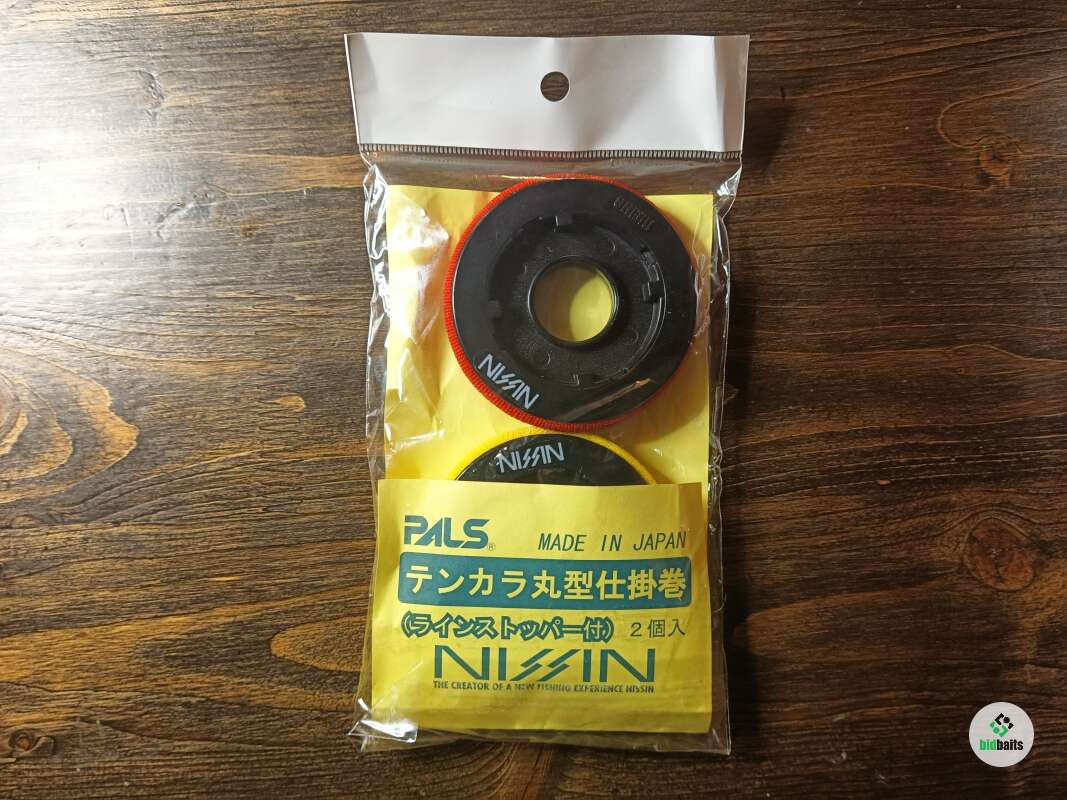 NISSIN
NISSIN
PALS®
MADE IN JAPAN
テンカラ丸型仕掛巻
(ラインストッパー付) 2個入
NISSIN
THE CREATOR OF A NEW FISHING EXPERIENCE NISSIN
bidbaits